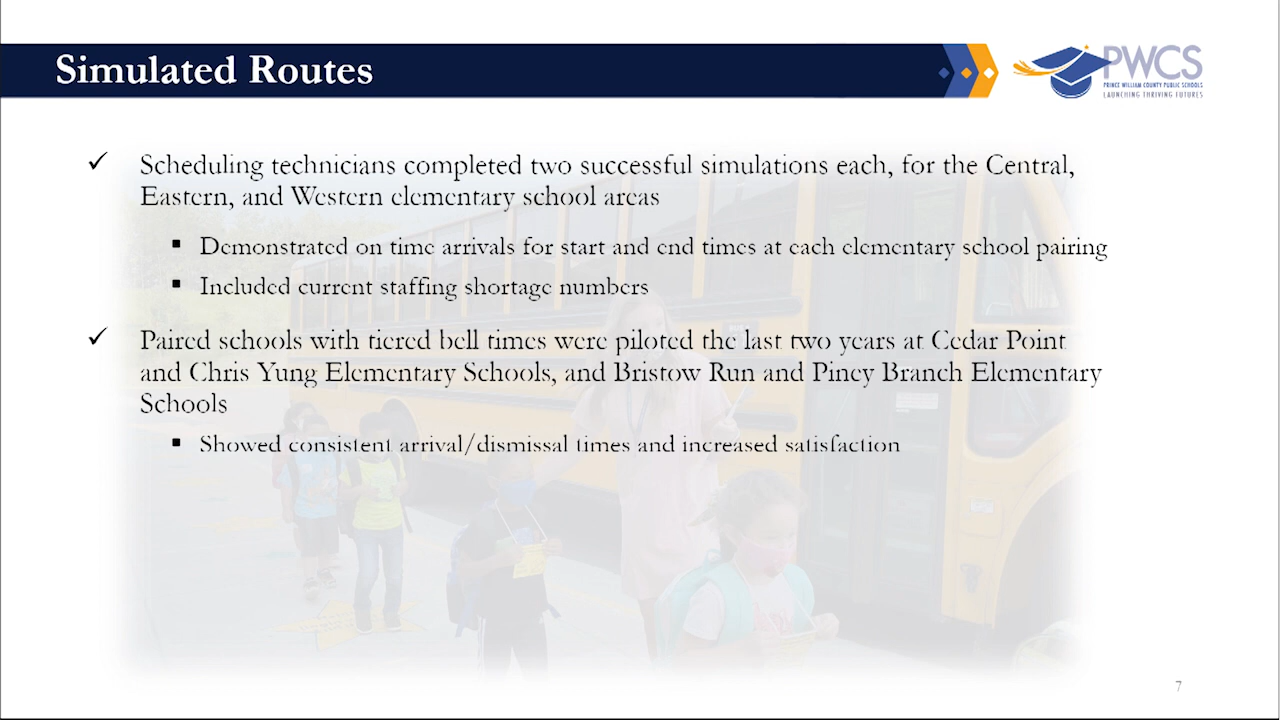 Simulated Routes
PWCS
PRINCE WILLIAM COUNTY PUBLIC SCHOOLS
LAUNCHING THRIVING FUTURES
✓ Scheduling technicians completed two successful simulations each, for the Central,
Eastern, and Western elementary school areas
▪ Demonstrated on time arrivals for start and end times at each elementary school pairing
▪ Included current staffing shortage numbers
✓ Paired schools with tiered bell times were piloted the last two years at Cedar Point
and Chris Yung Elementary Schools, and Bristow Run and Piney Branch Elementary
Schools
▪ Showed consistent arrival/dismissal times and increased satisfaction
7